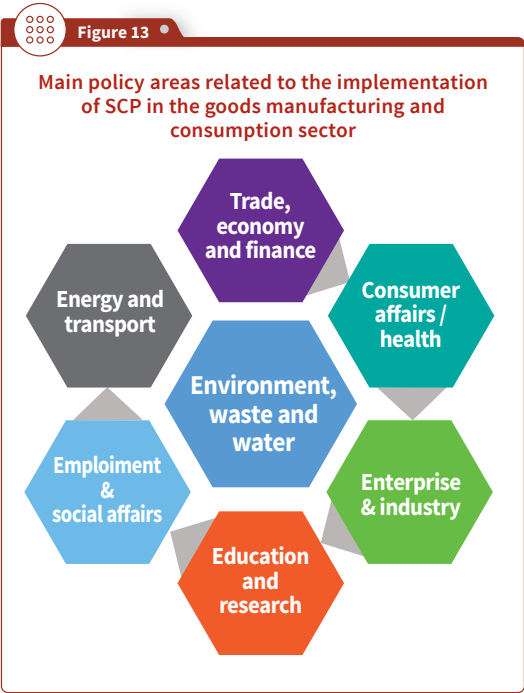 Figure 13
Main policy areas related to the implementation
of SCP in the goods manufacturing and
consumption sector
Trade,
economy
and finance
Consumer
affairs /
health
Enterprise
& industry
Education
and
research
Emploiment
&
social affairs
Energy and
transport
Environment,
waste and
water